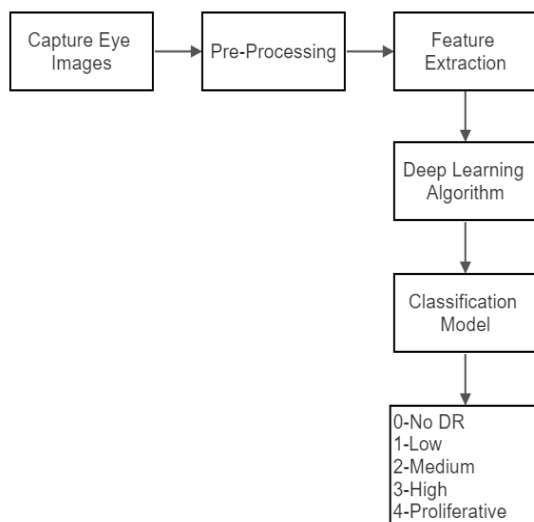 Capture Eye
Images
Pre-Processing
Feature
Extraction
Deep Learning
Algorithm
Classification
Model
0-No DR
1-Low
2-Medium
3-High
4-Proliferative